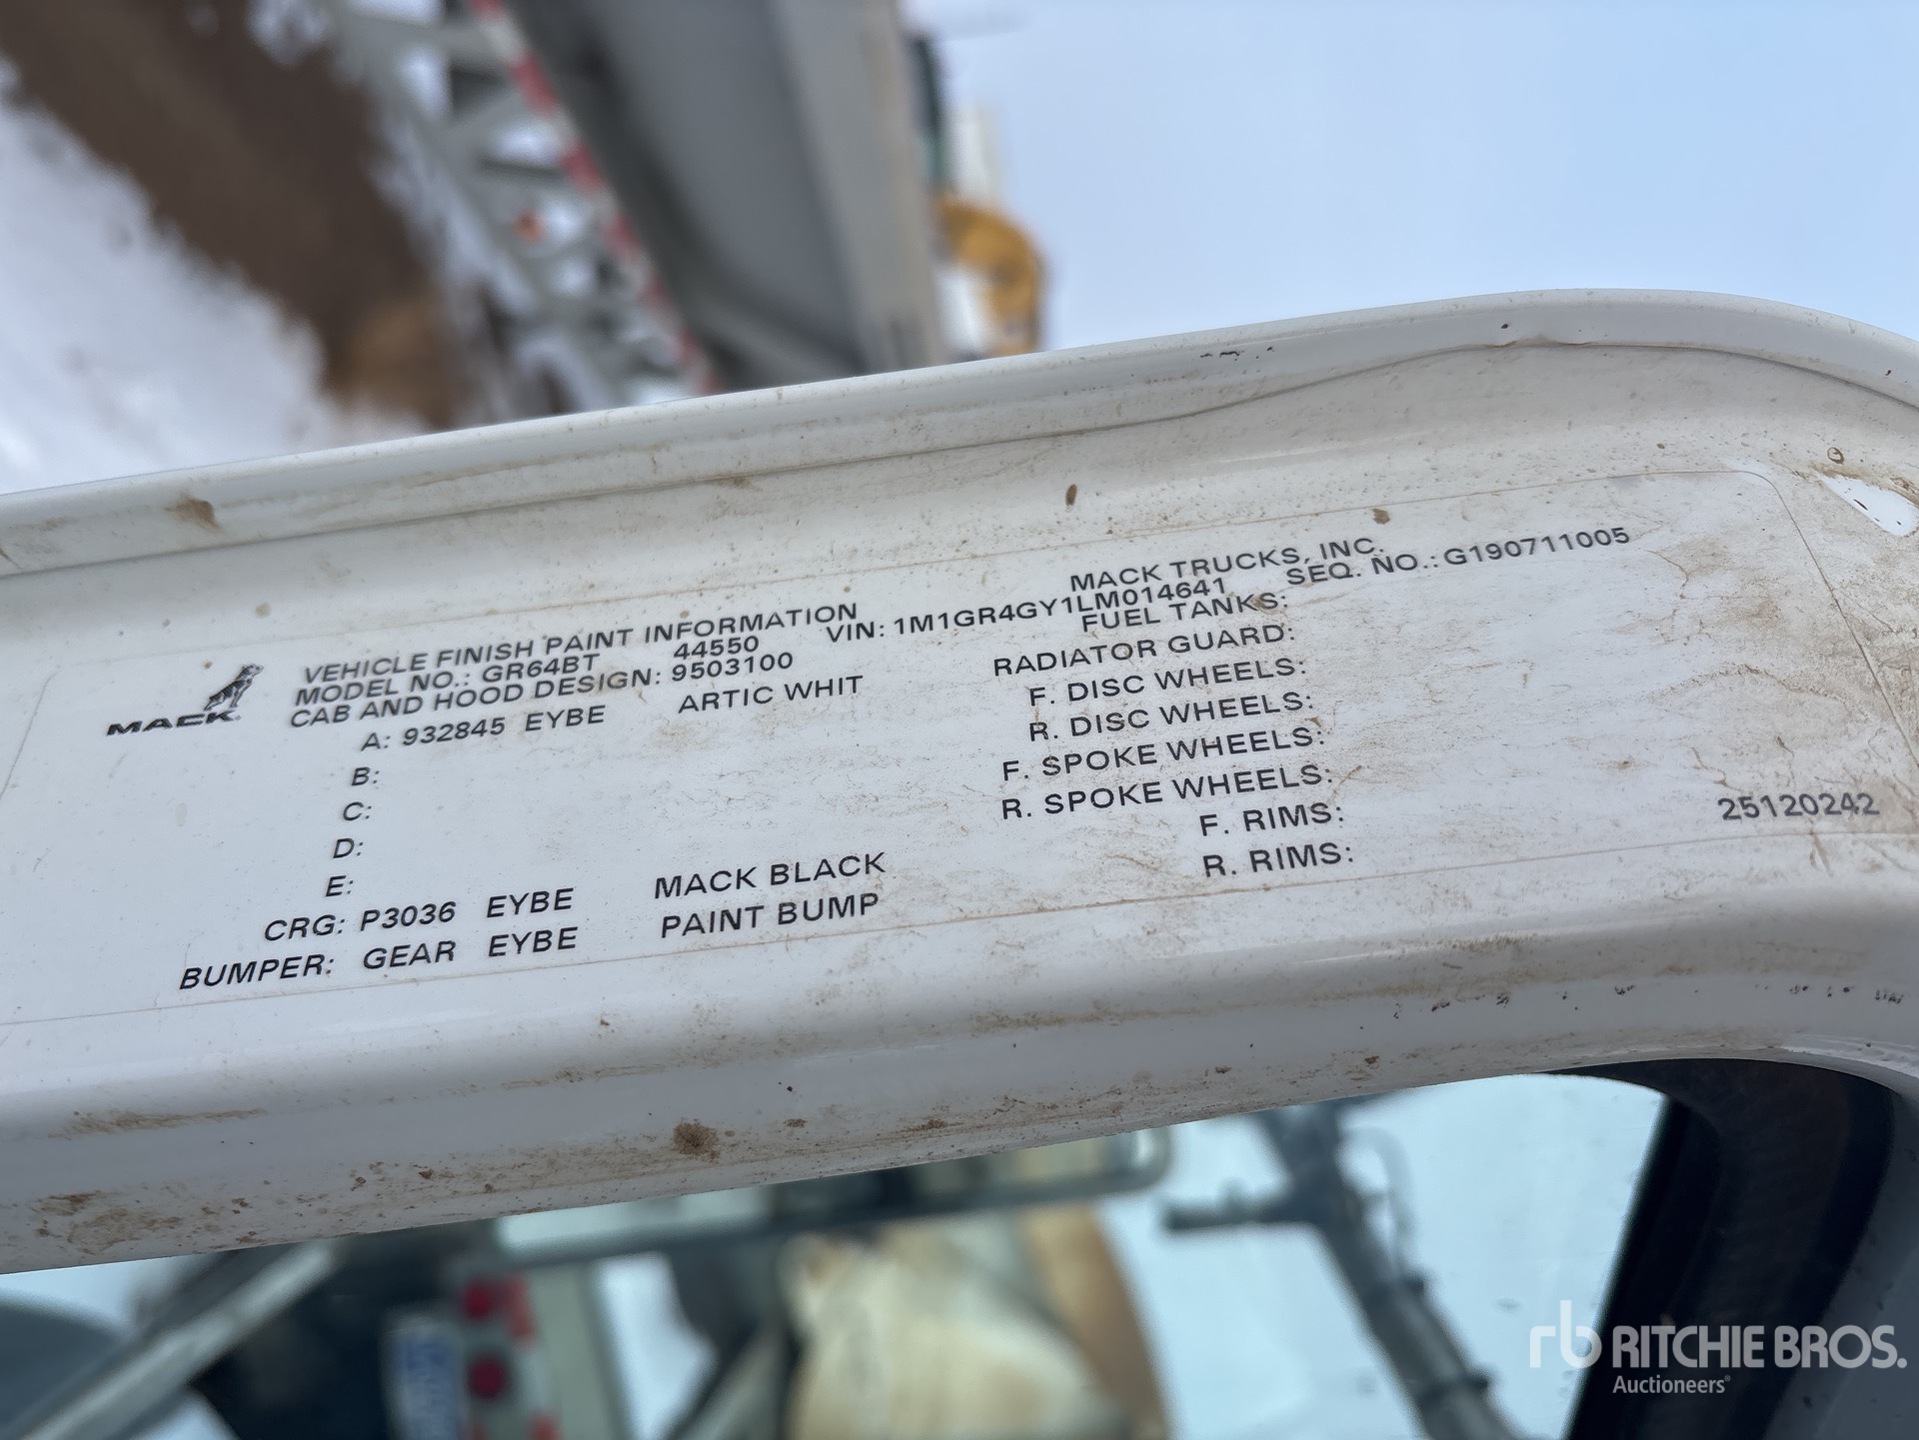 MACK
VEHICLE FINISH PAINT INFORMATION MACK TRUCKS, INC.
MODEL NO.: GR64BT 44550 VIN: 1M1GR4GY1LM014641 SEQ. NO.: G190711005
CAB AND HOOD DESIGN: 9503100 FUEL TANKS:
A: 932845 EYBE ARTIC WHIT RADIATOR GUARD:
B: F. DISC WHEELS:
C: R. DISC WHEELS:
D: F. SPOKE WHEELS:
E: R. SPOKE WHEELS:
CRG: P3036 EYBE MACK BLACK F. RIMS:
BUMPER: GEAR EYBE PAINT BUMP R. RIMS:
25120242
rb RITCHIE BROS.
Auctioneers®